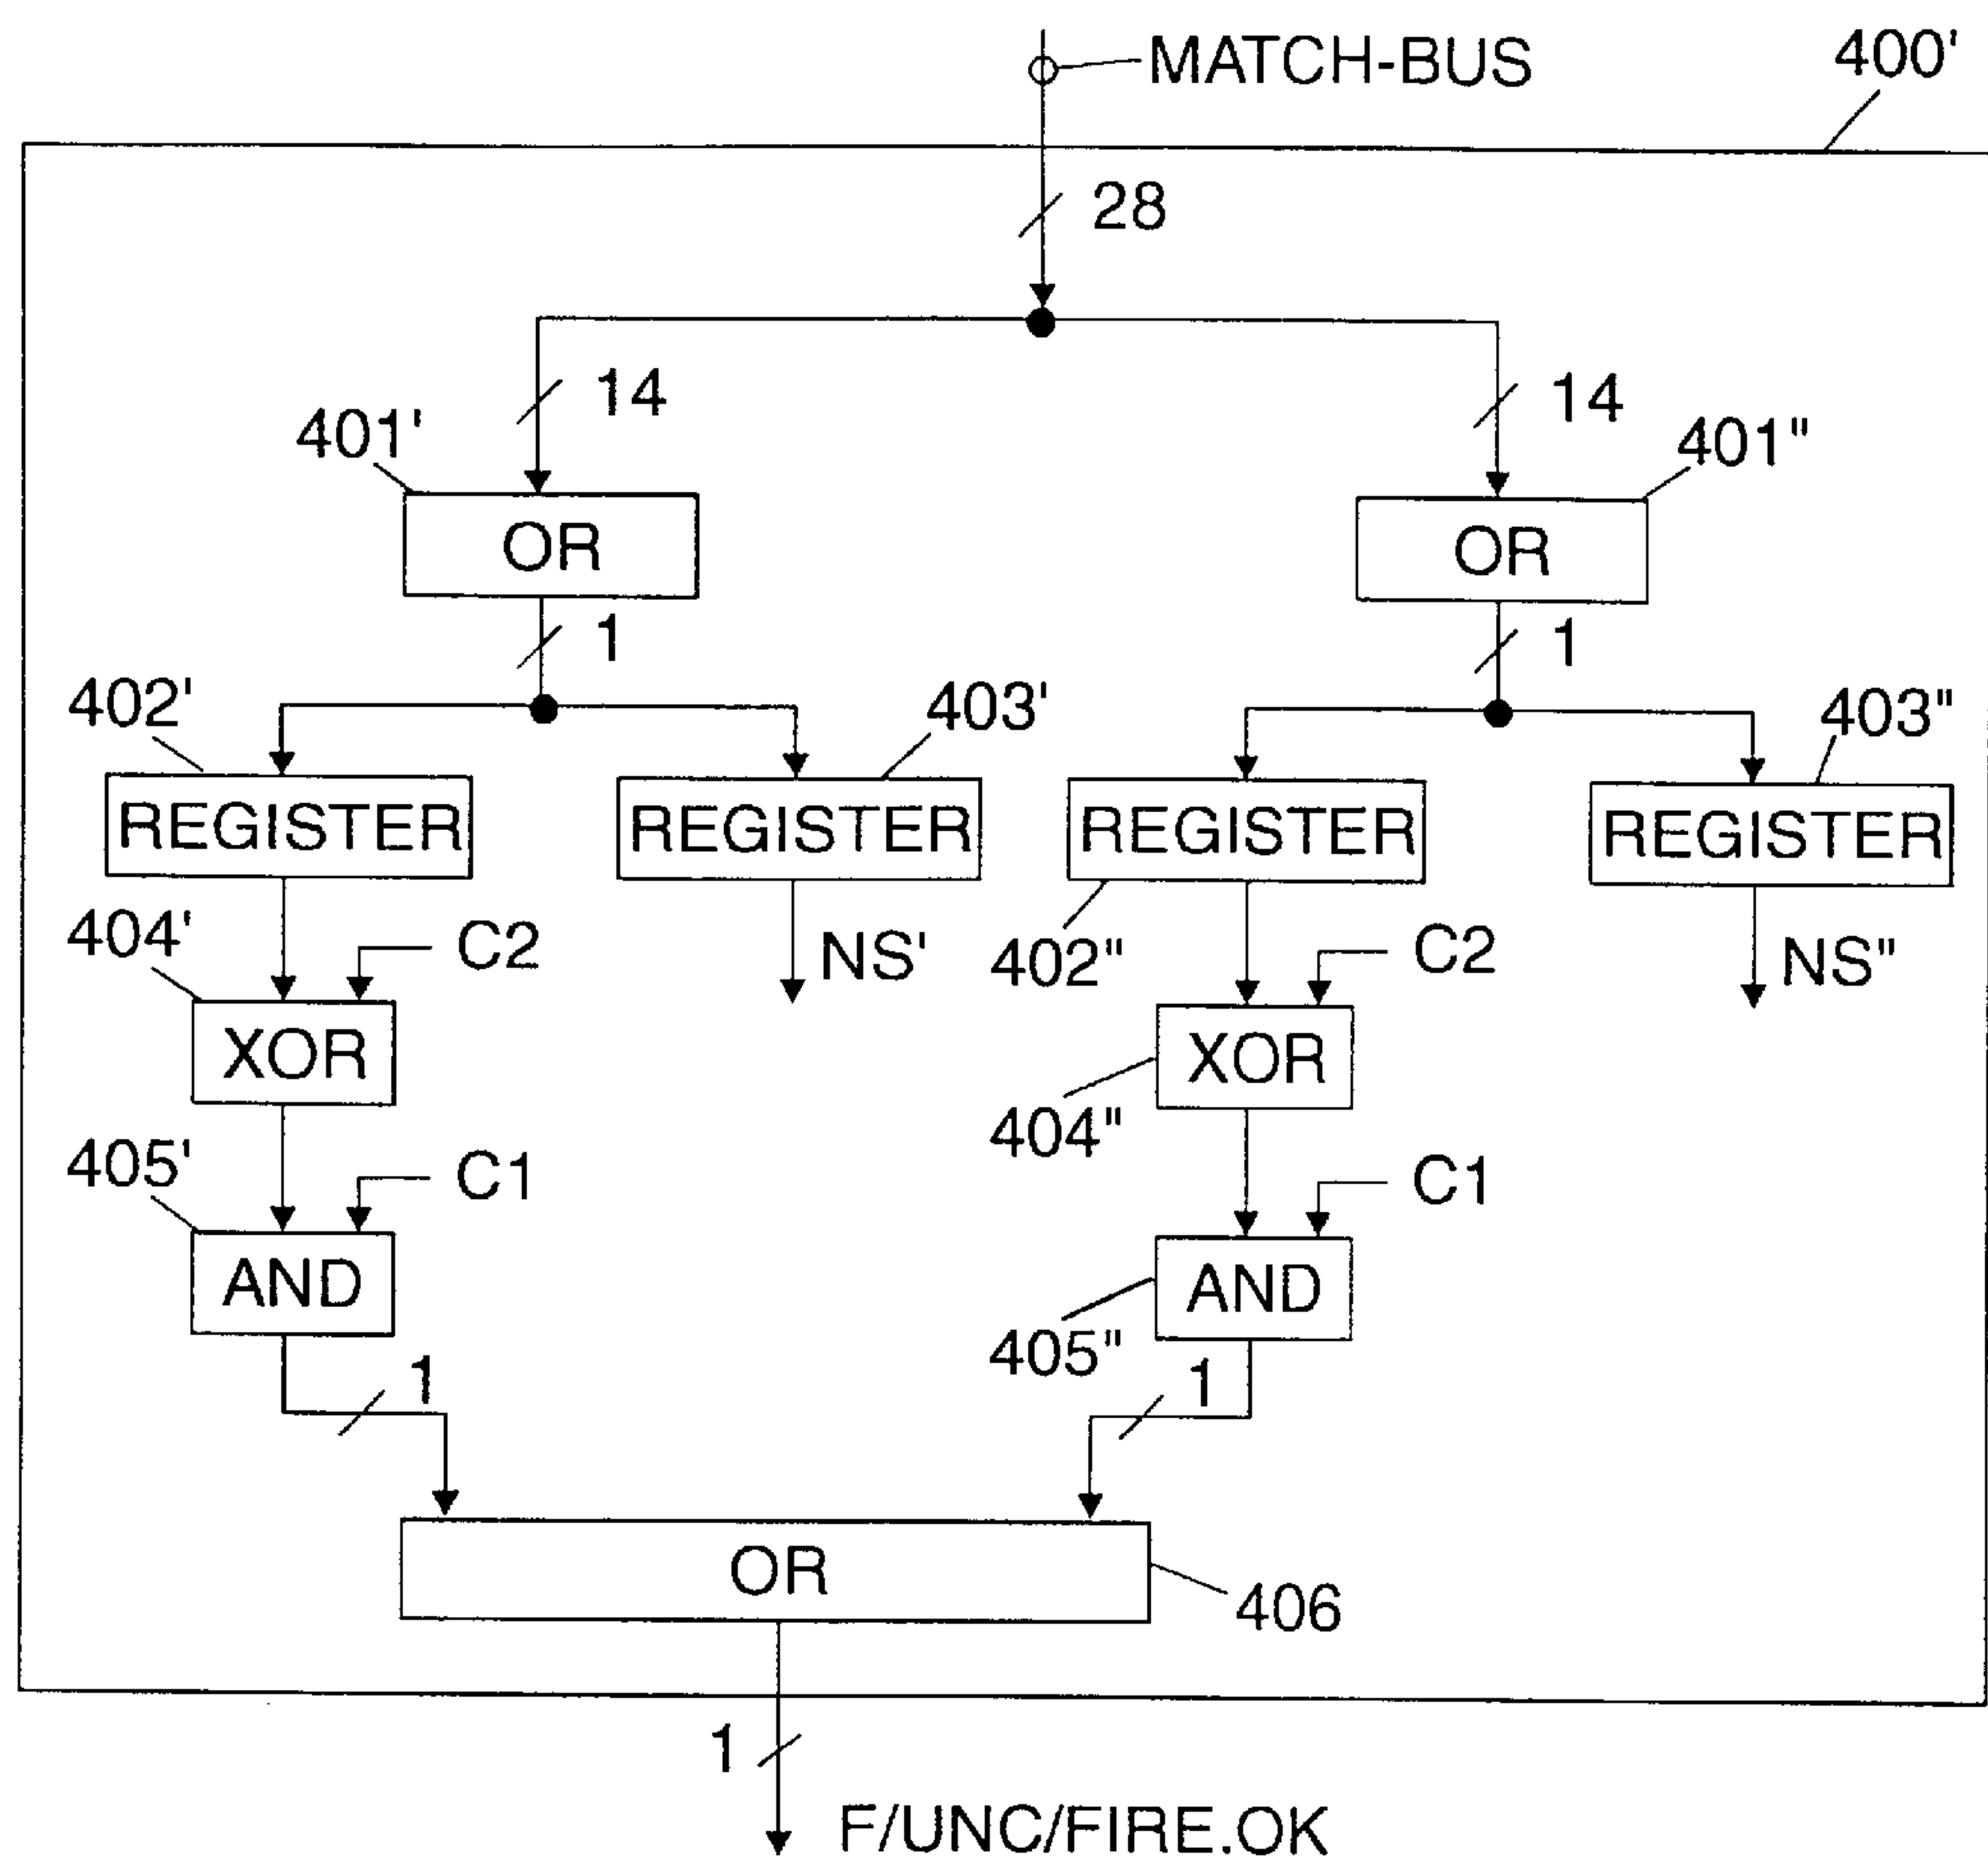 MATCH-BUS
400'
28
14
14
401'
401"
OR
OR
1
1
402'
403'
403"
REGISTER
REGISTER
REGISTER
REGISTER
404'
C2
NS'
402"
C2
NS"
XOR
XOR
404"
405'
C1
C1
AND
AND
405"
1
1
OR
406
1
F/UNC/FIRE.OK